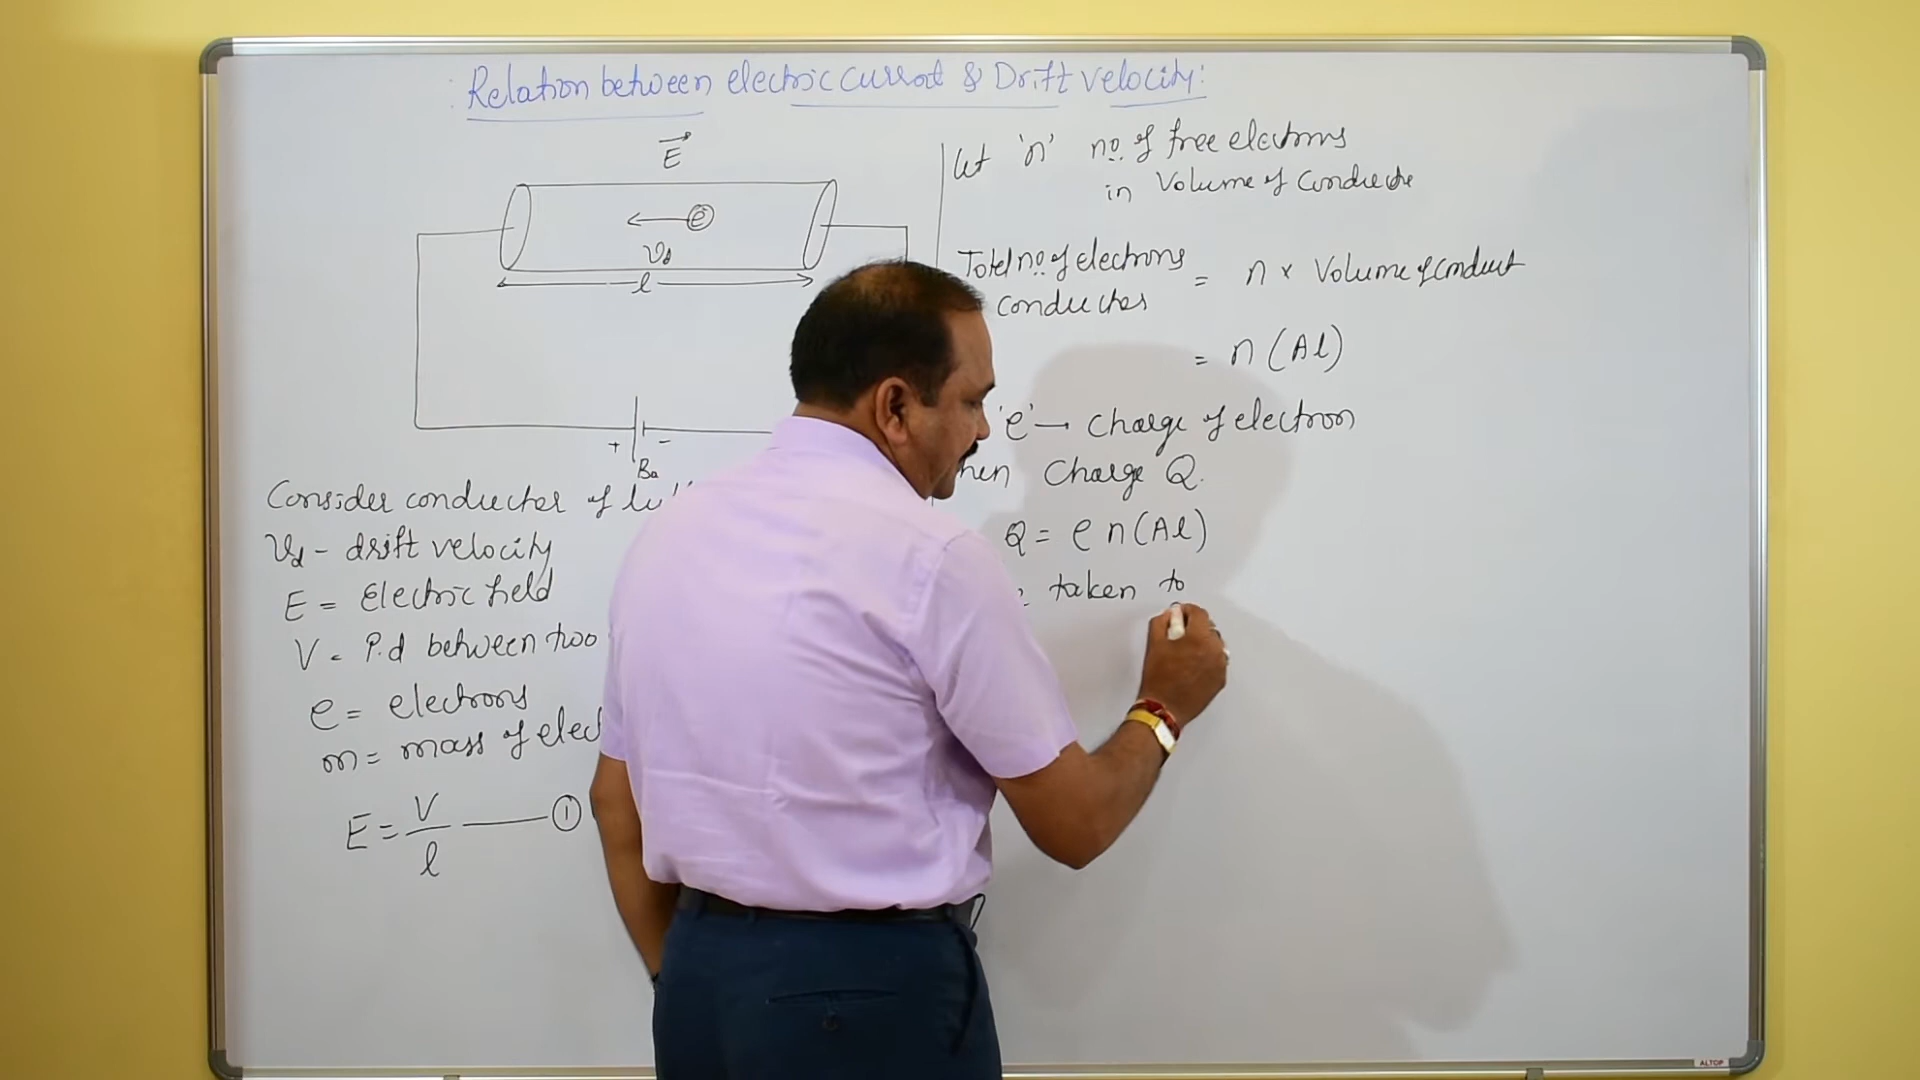 : Relation between electric current & Drift velocity:
E
e
vd
l
+ -
Ba
Consider conductor of
vd - drift velocity
E = Electric field
V = P.d between two
e = electrons
m = mass of elec
E = V/l ——— ①
let 'n' no. of free electrons
in Volume of Conductor
Total no. of electrons
conductor
= n x Volume of conduct
= n (Al)
'e' → Charge of electron
hen Charge Q.
Q = e n (Al)
taken to
ALTOP